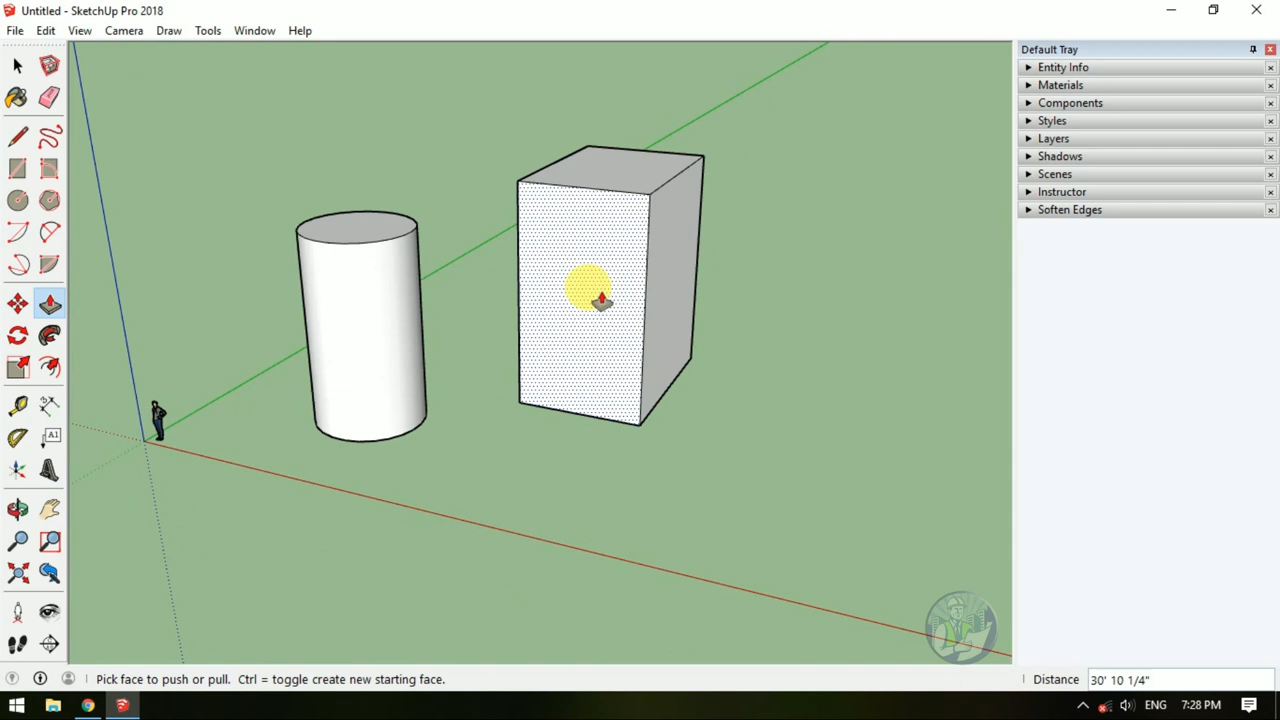 Untitled - SketchUp Pro 2018
File Edit View Camera Draw Tools Window Help
Default Tray
Entity Info
Materials
Components
Styles
Layers
Shadows
Scenes
Instructor
Soften Edges
A1
Pick face to push or pull. Ctrl = toggle create new starting face.
Distance 30' 10 1/4"
ENG 7:28 PM